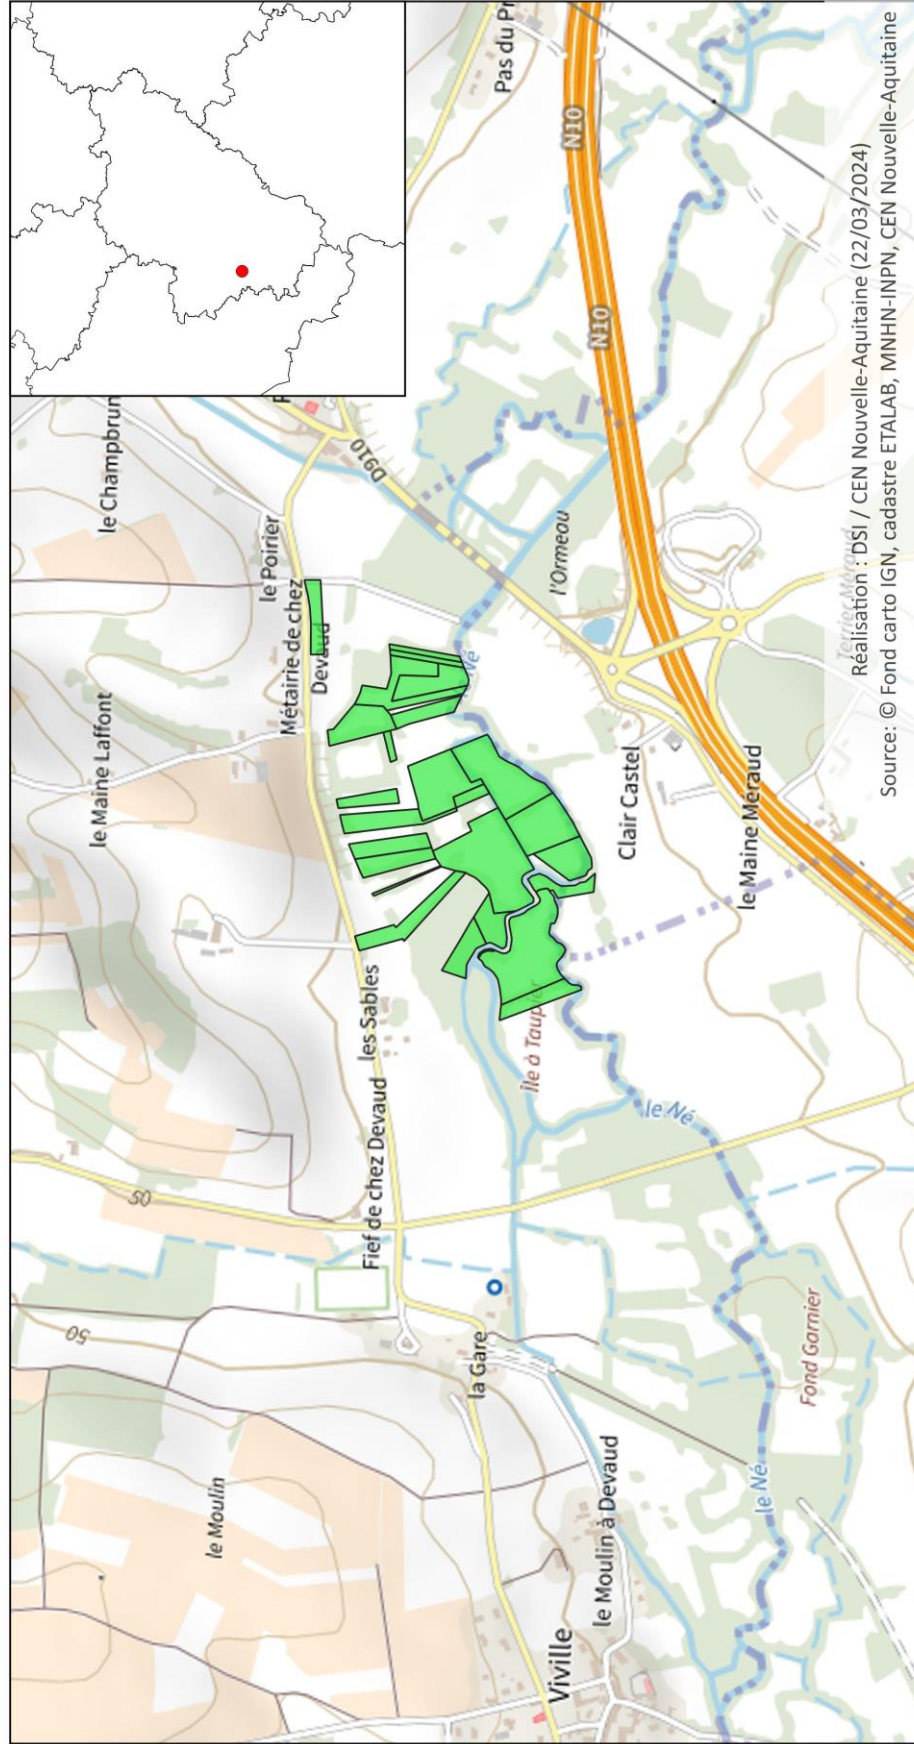 le Moulin
50
50
le Maine Laffont
le Champbrun
Pas du Pr
Fief de chez Devaud
les Sables
Métairie de chez
Devaud
le Poirier
D910
N10
N10
Viville
le Moulin à Devaud
la Gare
Île à Taupier
l'Ormeau
le Né
le Né
Clair Castel
le Maine Méraud
Fond Garnier
Terrier Méraud
Réalisation : DSI / CEN Nouvelle-Aquitaine (22/03/2024)
Source: © Fond carto IGN, cadastre ETALAB, MNHN-INPN, CEN Nouvelle-Aquitaine